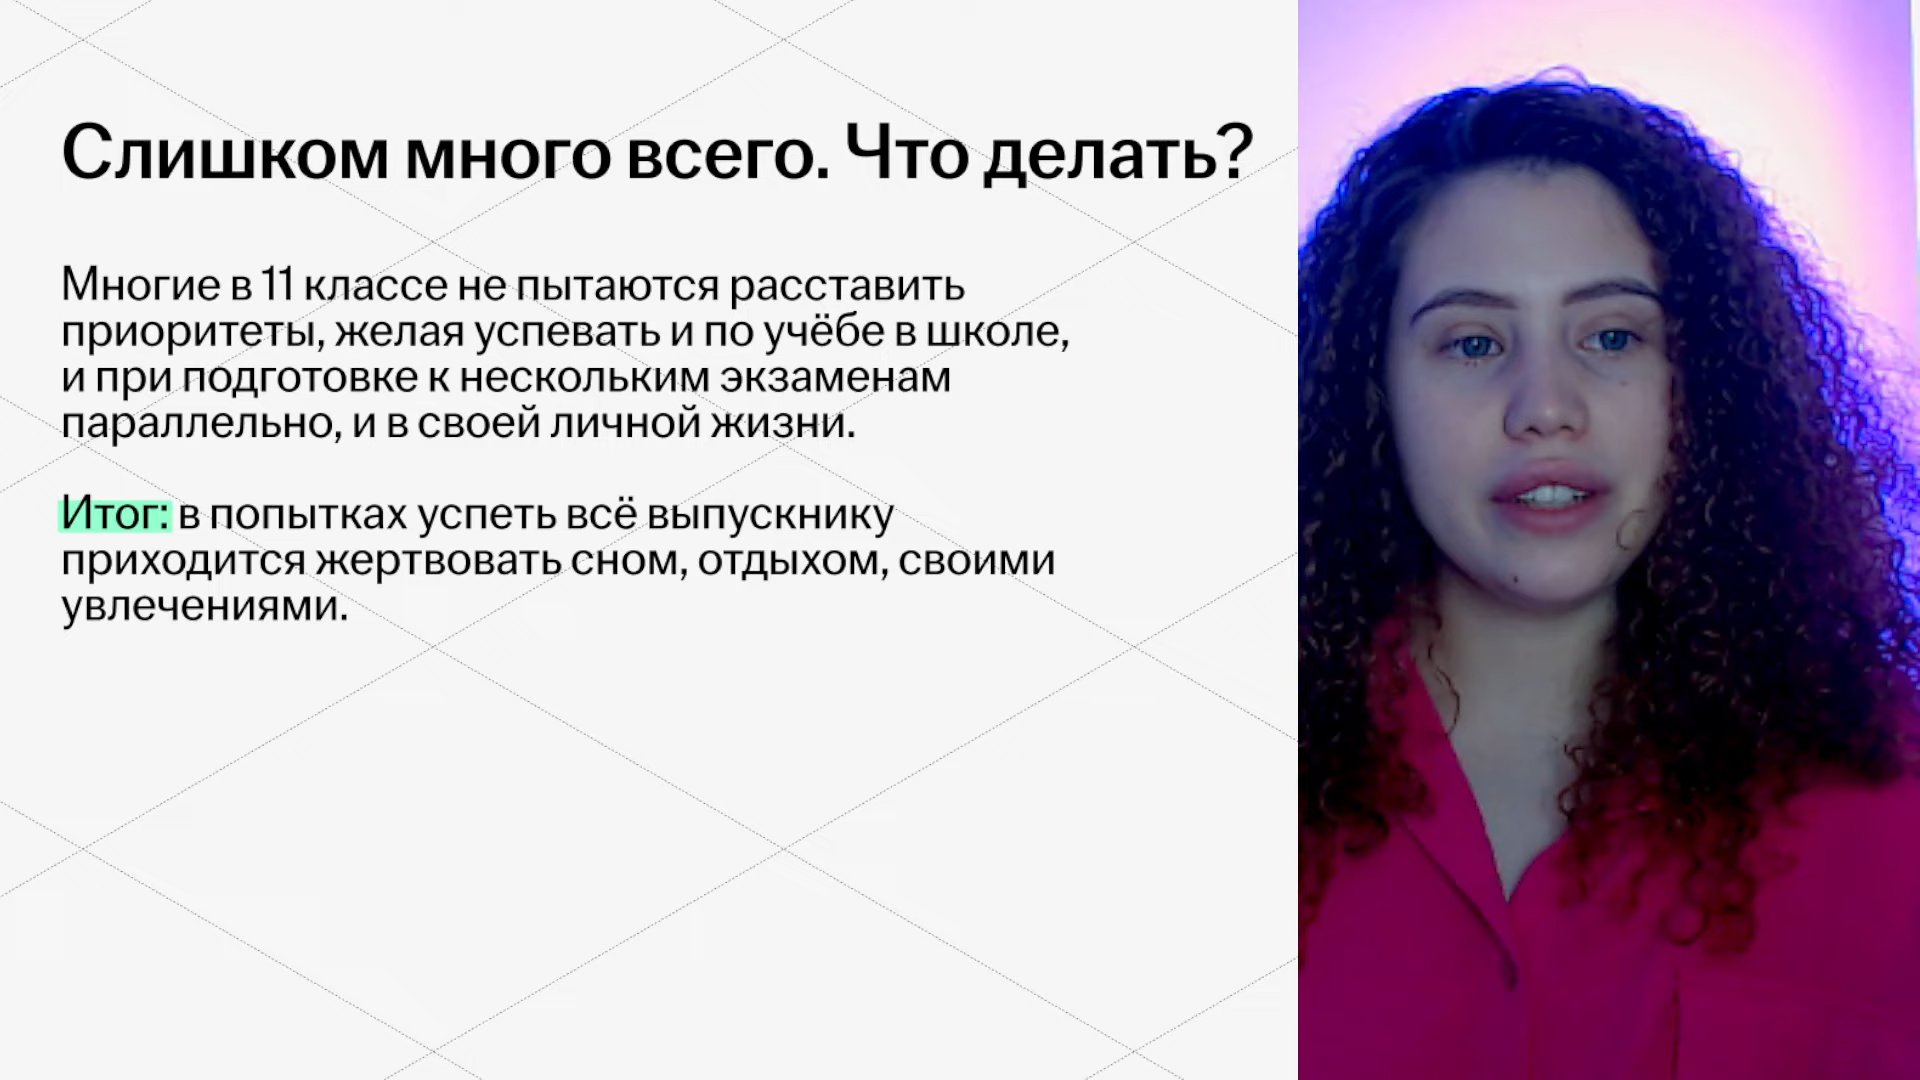 Слишком много всего. Что делать?
Многие в 11 классе не пытаются расставить
приоритеты, желая успевать и по учёбе в школе,
и при подготовке к нескольким экзаменам
параллельно, и в своей личной жизни.
Итог: в попытках успеть всё выпускнику
приходится жертвовать сном, отдыхом, своими
увлечениями.